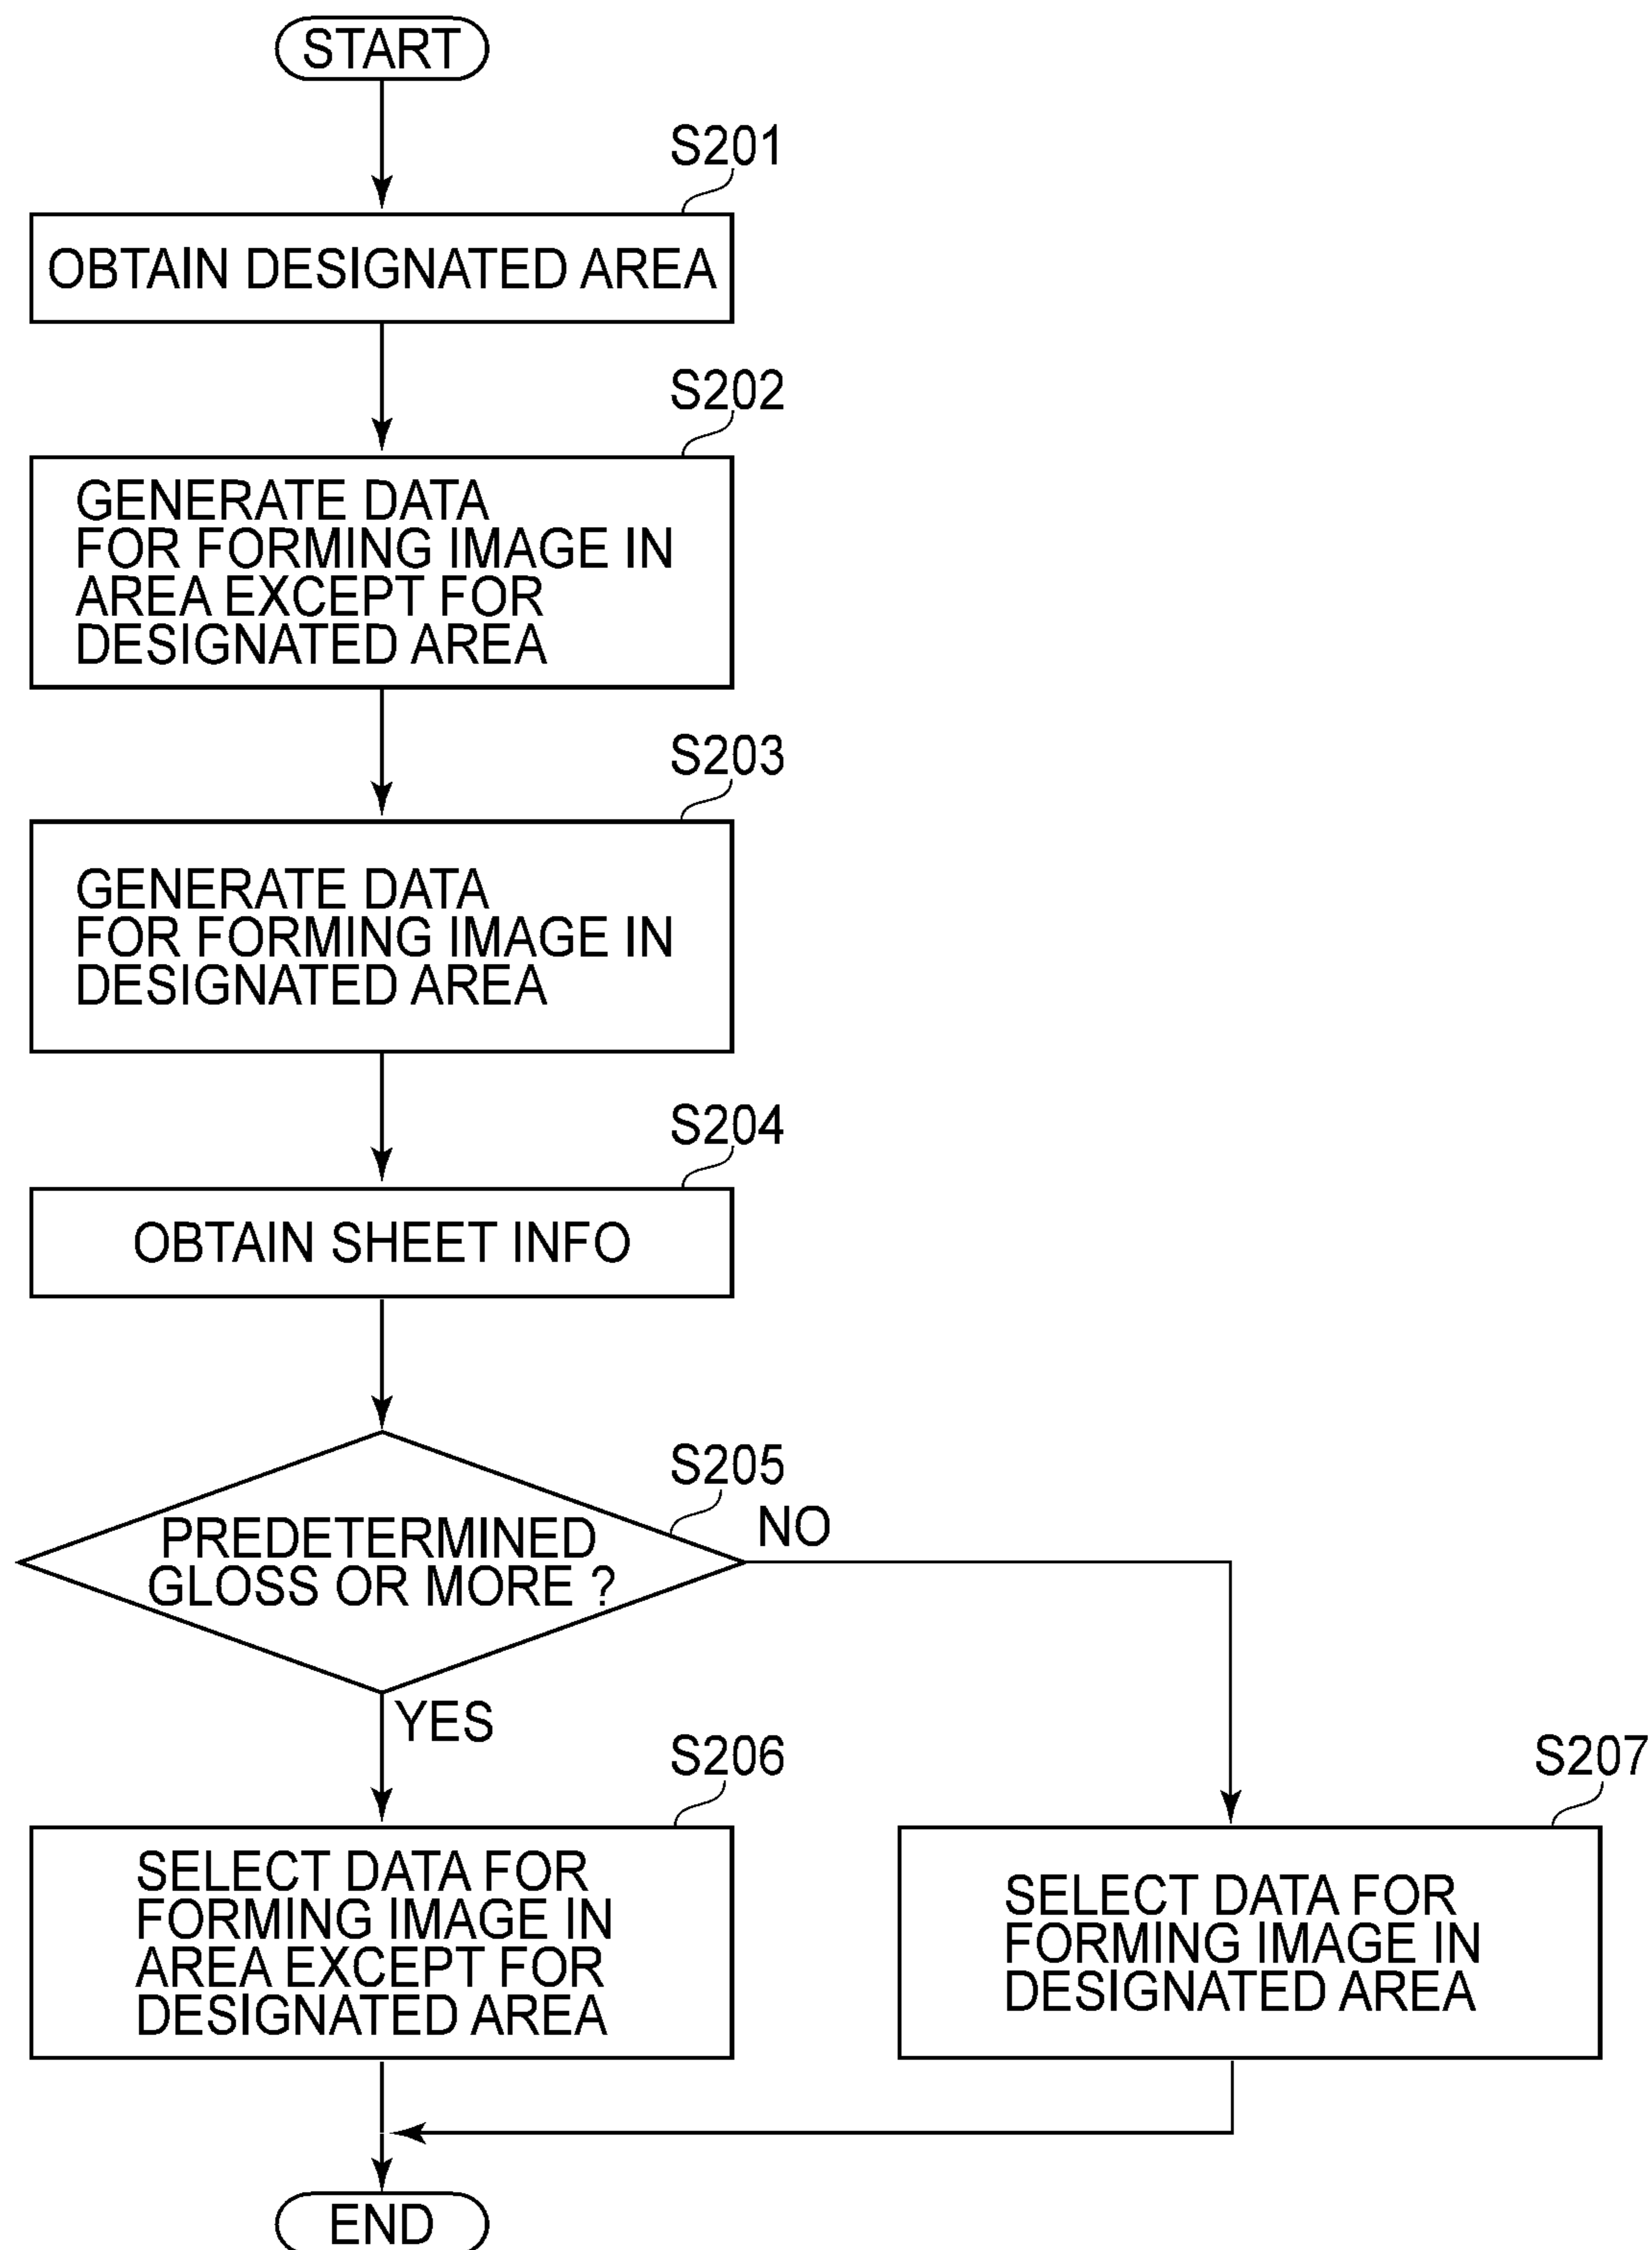 START
S201
OBTAIN DESIGNATED AREA
S202
GENERATE DATA
FOR FORMING IMAGE IN
AREA EXCEPT FOR
DESIGNATED AREA
S203
GENERATE DATA
FOR FORMING IMAGE IN
DESIGNATED AREA
S204
OBTAIN SHEET INFO
S205
PREDETERMINED
GLOSS OR MORE ?
NO
YES
S206
SELECT DATA FOR
FORMING IMAGE IN
AREA EXCEPT FOR
DESIGNATED AREA
S207
SELECT DATA FOR
FORMING IMAGE IN
DESIGNATED AREA
END